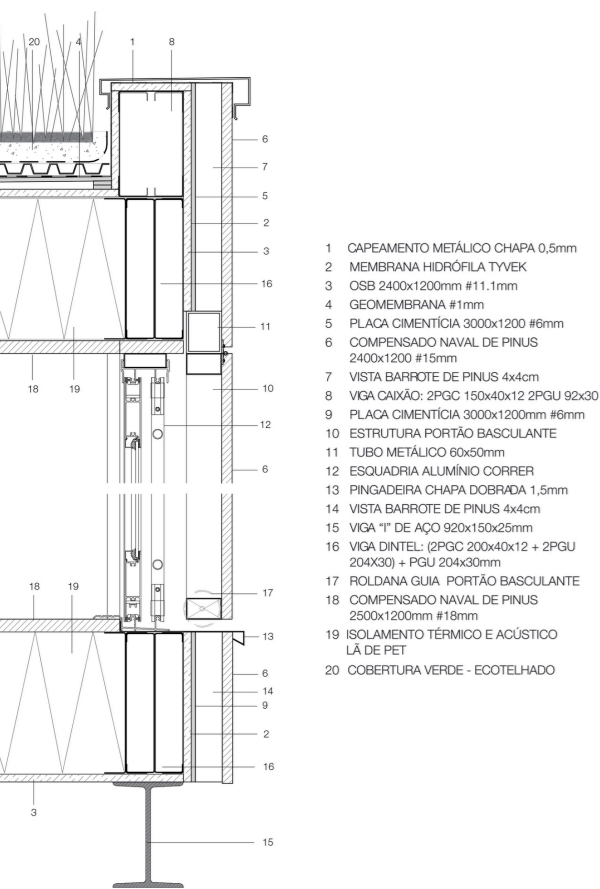 20
4
1
8
6
7
5
2
3
16
11
18
19
10
12
6
18
19
17
13
6
14
9
2
16
3
15
1 CAPEAMENTO METÁLICO CHAPA 0,5mm
2 MEMBRANA HIDRÓFILA TYVEK
3 OSB 2400x1200mm #11.1mm
4 GEOMEMBRANA #1mm
5 PLACA CIMENTÍCIA 3000x1200 #6mm
6 COMPENSADO NAVAL DE PINUS
2400x1200 #15mm
7 VISTA BARROTE DE PINUS 4x4cm
8 VIGA CAIXÃO: 2PGC 150x40x12 2PGU 92x30
9 PLACA CIMENTÍCIA 3000x1200mm #6mm
10 ESTRUTURA PORTÃO BASCULANTE
11 TUBO METÁLICO 60x50mm
12 ESQUADRIA ALUMÍNIO CORRER
13 PINGADEIRA CHAPA DOBRADA 1,5mm
14 VISTA BARROTE DE PINUS 4x4cm
15 VIGA "I" DE AÇO 920x150x25mm
16 VIGA DINTEL: (2PGC 200x40x12 + 2PGU
204X30) + PGU 204x30mm
17 ROLDANA GUIA PORTÃO BASCULANTE
18 COMPENSADO NAVAL DE PINUS
2500x1200mm #18mm
19 ISOLAMENTO TÉRMICO E ACÚSTICO
LÃ DE PET
20 COBERTURA VERDE - ECOTELHADO